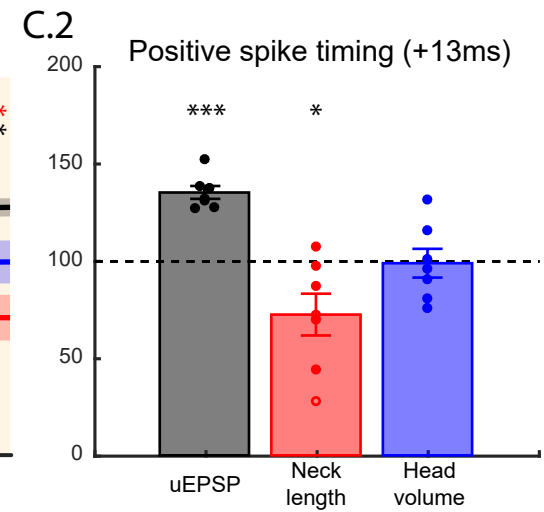 C.2
Positive spike timing (+13ms)
200
150
100
50
0
*
*
***
*
uEPSP
Neck
length
Head
volume